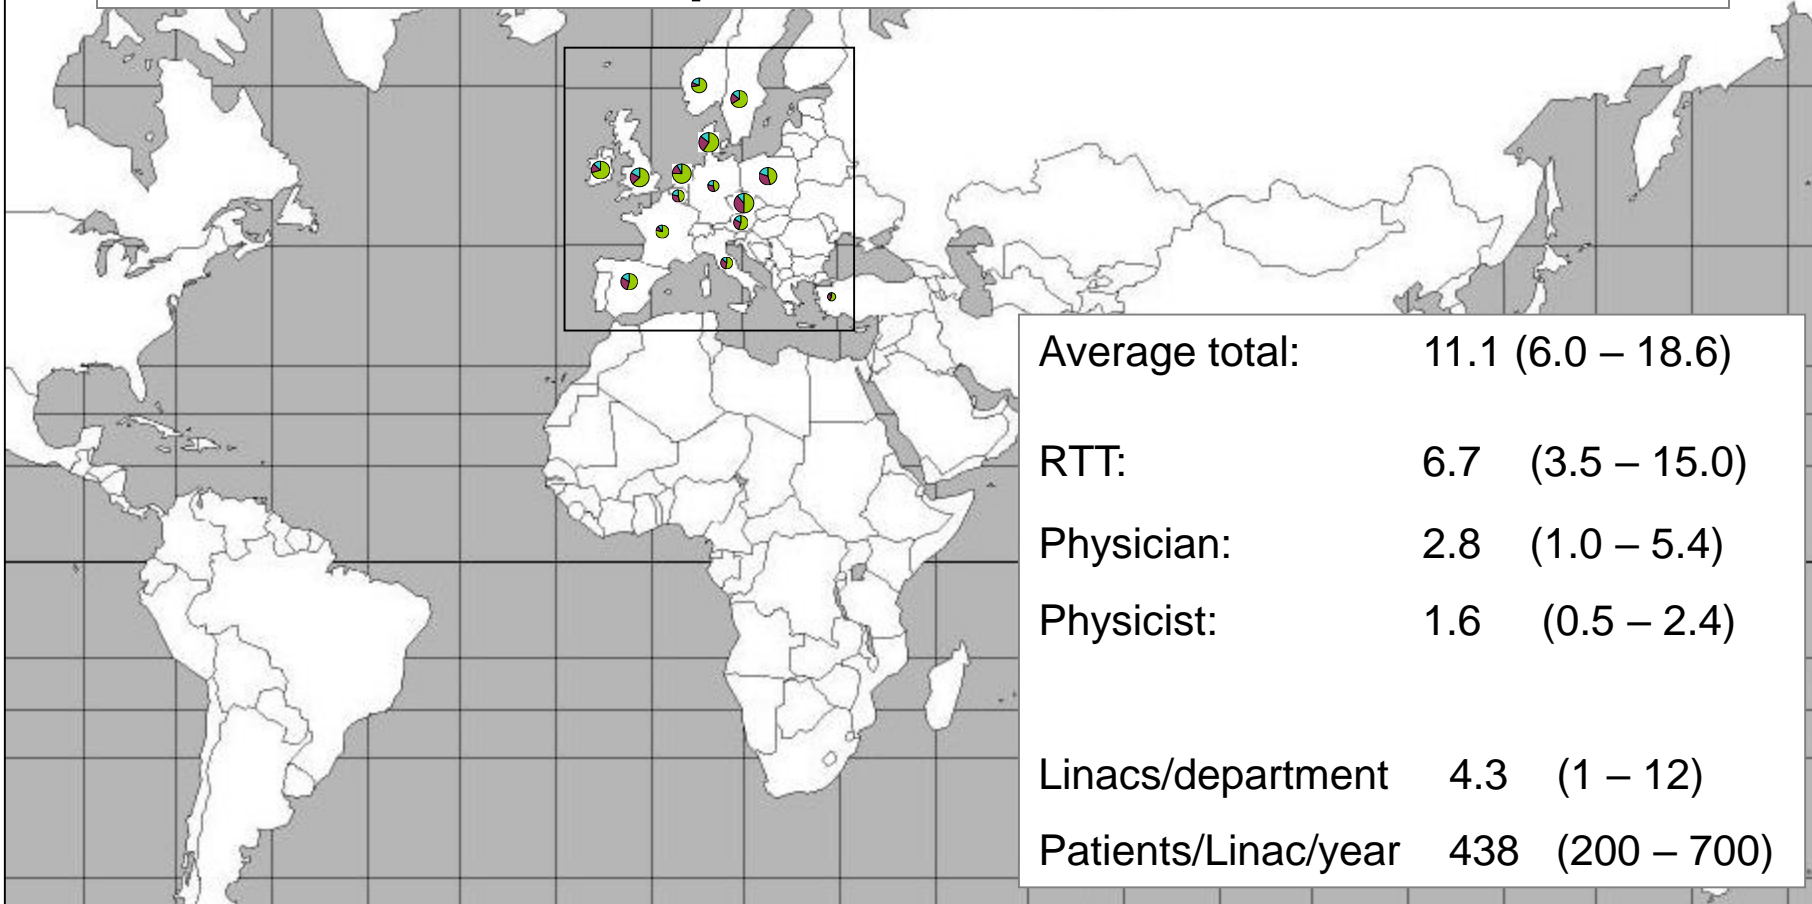 Average total: 11.1 (6.0 – 18.6)
RTT: 6.7 (3.5 – 15.0)
Physician: 2.8 (1.0 – 5.4)
Physicist: 1.6 (0.5 – 2.4)
Linacs/department 4.3 (1 – 12)
Patients/Linac/year 438 (200 – 700)